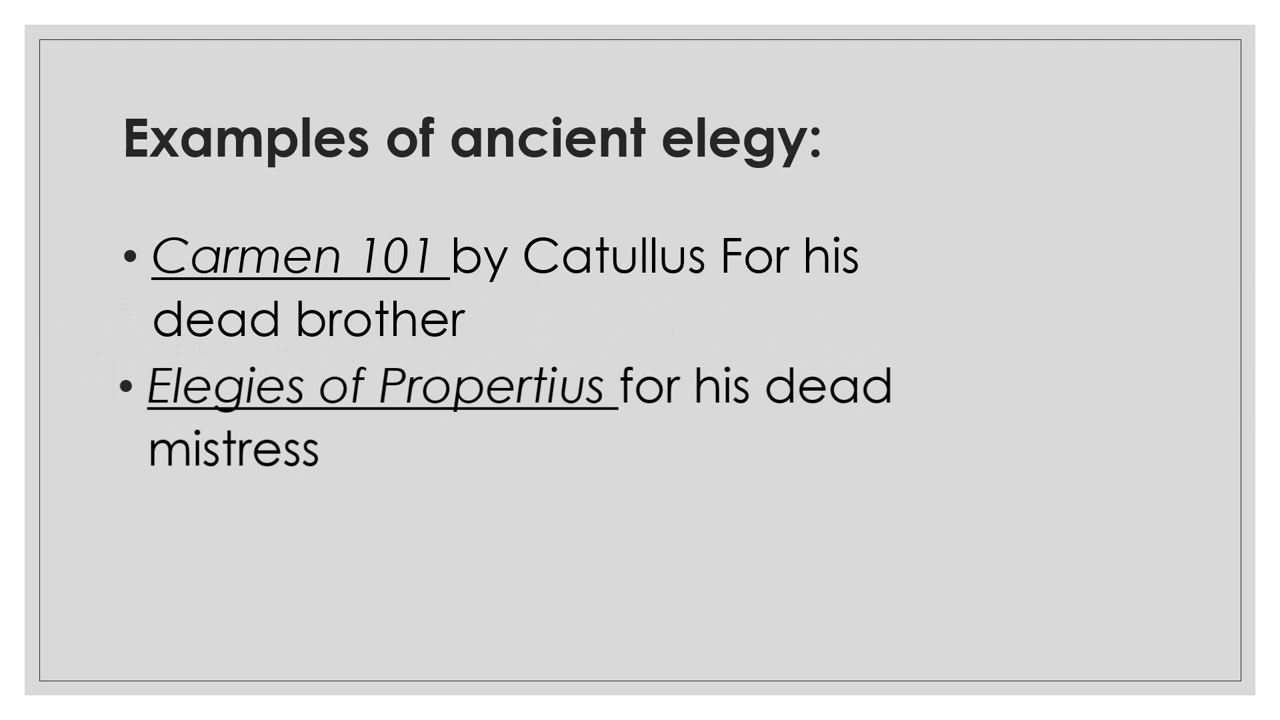 Examples of ancient elegy:
• Carmen 101 by Catullus For his
dead brother
• Elegies of Propertius for his dead
mistress